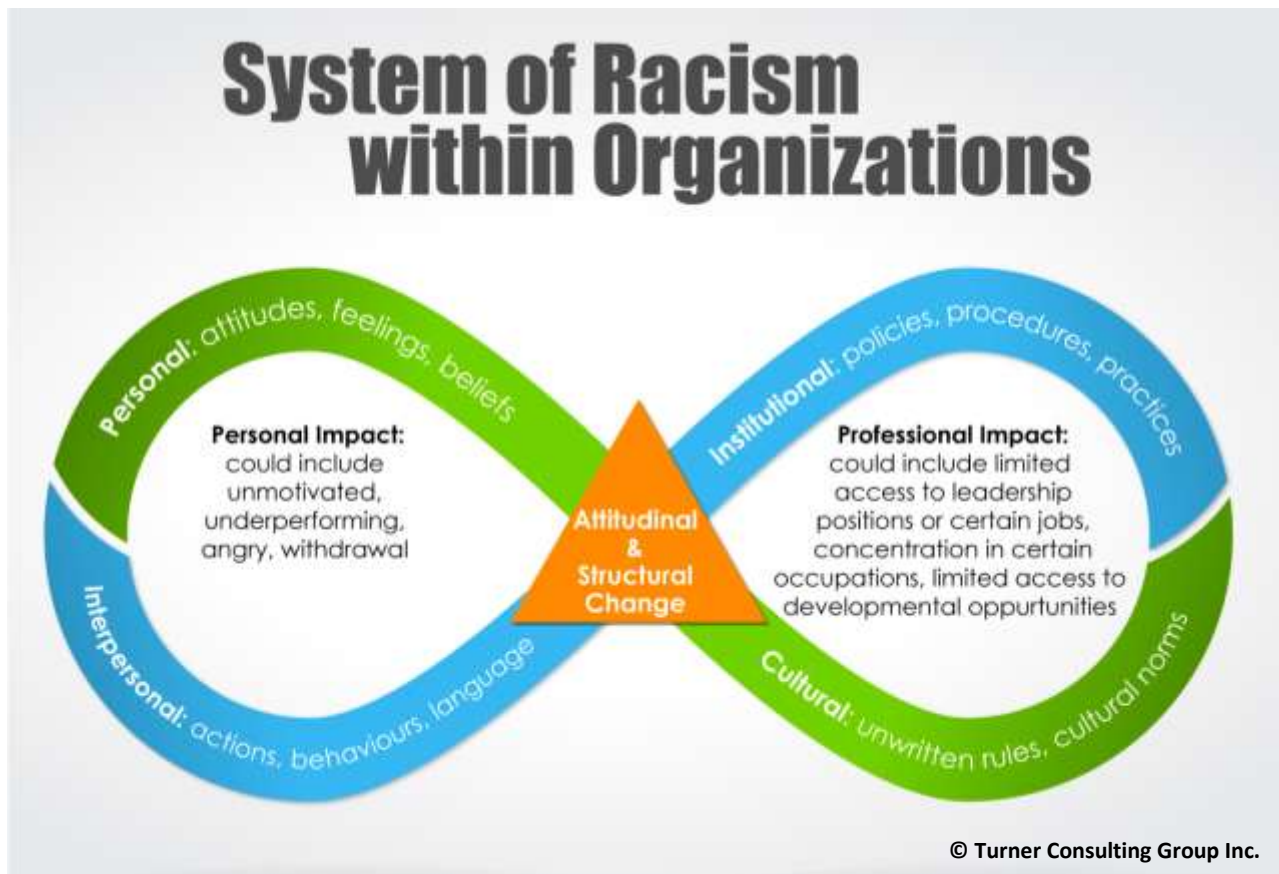 System of Racism
within Organizations
Personal: attitudes, feelings, beliefs
Personal Impact:
could include
unmotivated,
underperforming,
angry, withdrawal
Interpersonal: actions, behaviours, language
Attitudinal
&
Structural
Change
Institutional: policies, procedures, practices
Professional Impact:
could include limited
access to leadership
positions or certain jobs,
concentration in certain
occupations, limited access to
developmental oppurtunities
Cultural: unwritten rules, cultural norms
© Turner Consulting Group Inc.